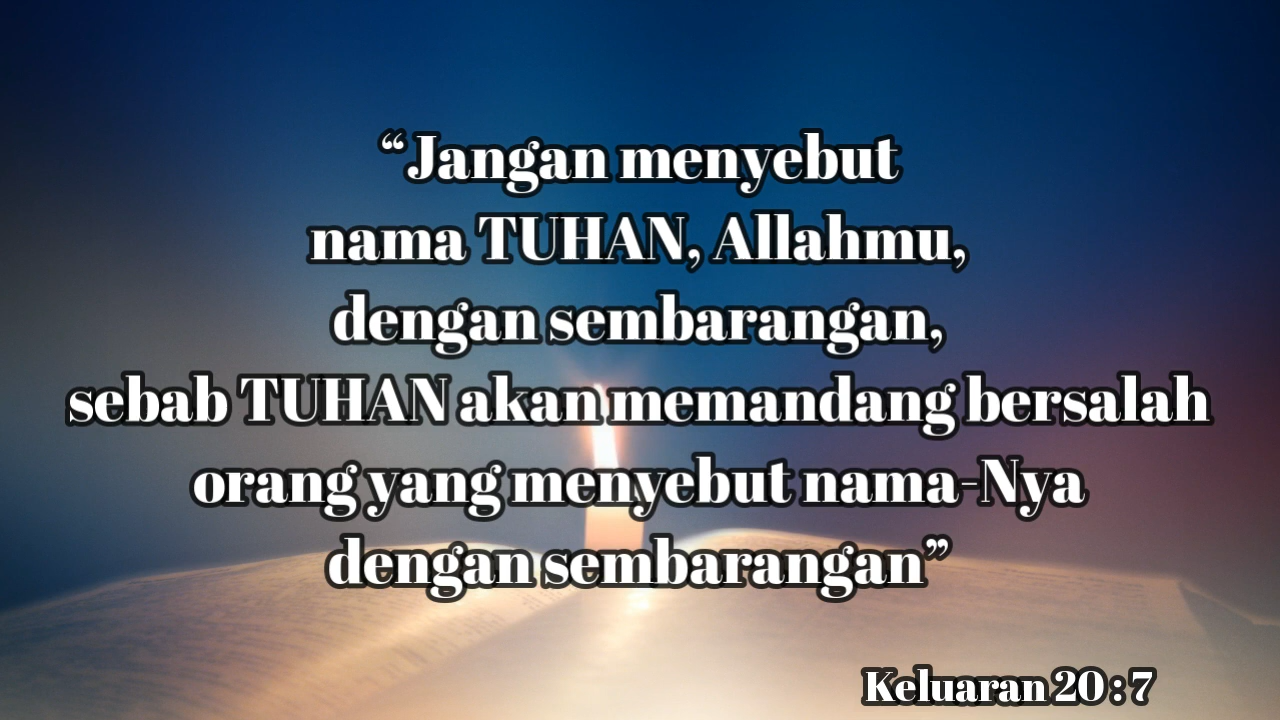 “Jangan menyebut
nama TUHAN, Allahmu,
dengan sembarangan,
sebab TUHAN akan memandang bersalah
orang yang menyebut nama-Nya
dengan sembarangan”
Keluaran 20 : 7